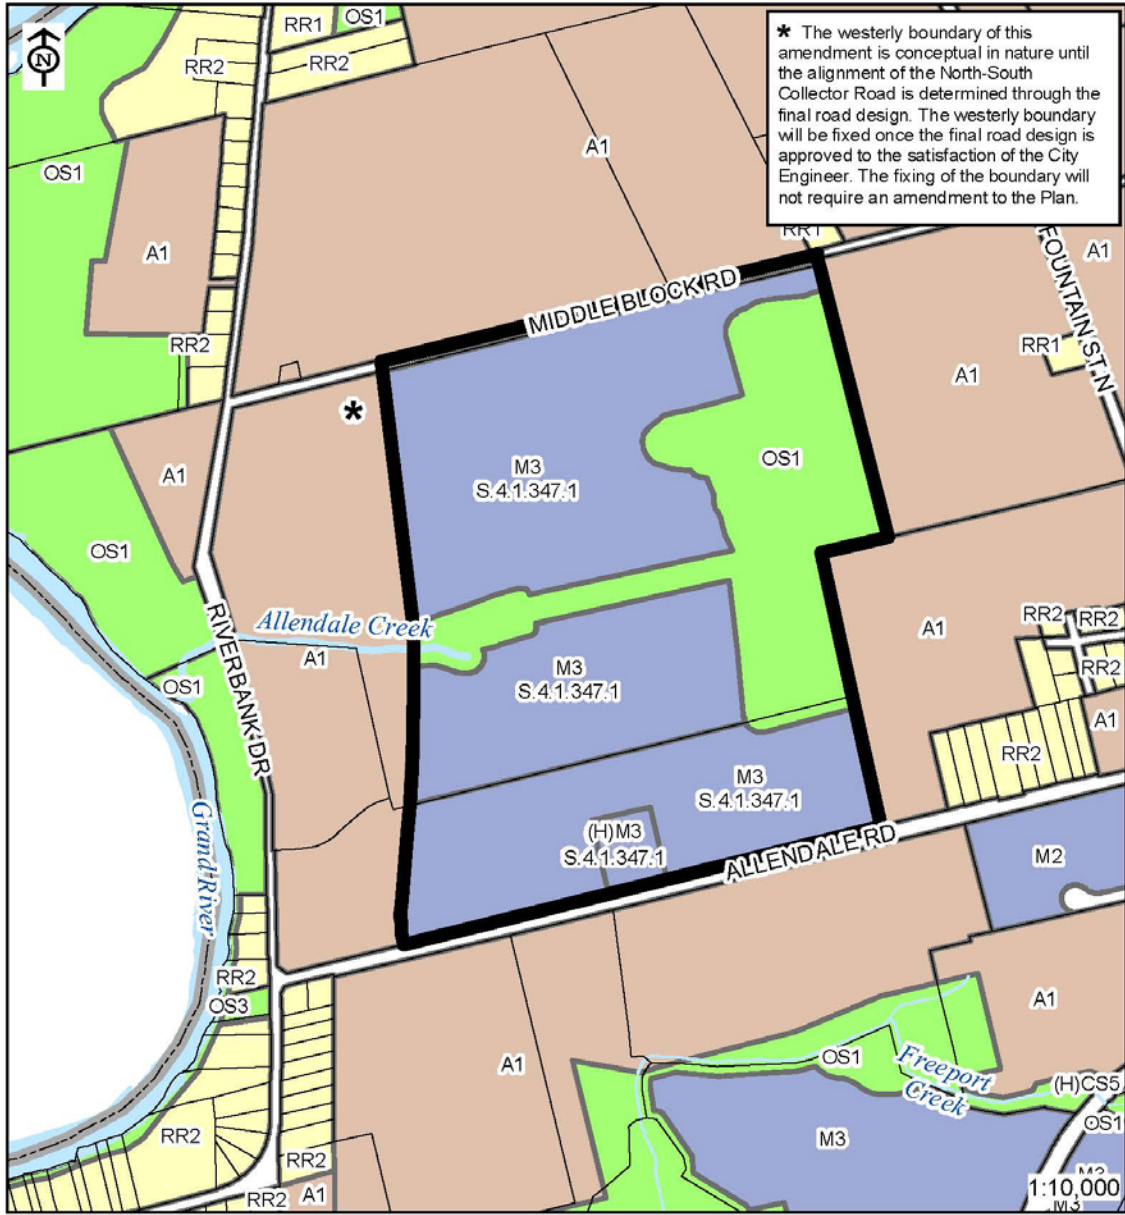 N
RR1
OS1
RR2
RR2
* The westerly boundary of this
amendment is conceptual in nature until
the alignment of the North-South
Collector Road is determined through the
final road design. The westerly boundary
will be fixed once the final road design is
approved to the satisfaction of the City
Engineer. The fixing of the boundary will
not require an amendment to the Plan.
A1
OS1
RR1
A1
A1
FOUNTAIN ST N
MIDDLE BLOCK RD
RR2
RR1
A1
*
OS1
M3
S.4.1.347.1
A1
OS1
RIVERBANK DR
Allendale Creek
A1
A1
RR2
RR2
RR2
M3
S.4.1.347.1
OS1
A1
RR2
M3
S.4.1.347.1
(H)M3
S.4.1.347.1
ALLENDALE RD
Grand River
M2
RR2
OS3
A1
A1
OS1
Freeport
Creek
(H)CS5
OS1
RR2
M3
RR2
RR2
A1
M3
1:10,000
M3